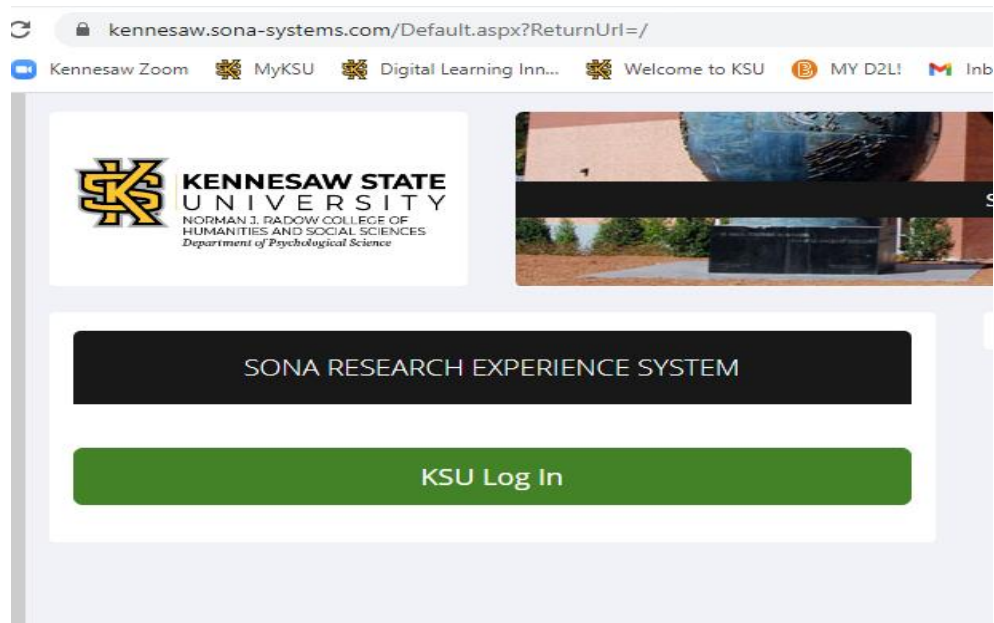 kennesaw.sona-systems.com/Default.aspx?ReturnUrl=/
Kennesaw Zoom MyKSU Digital Learning Inn... Welcome to KSU B MY D2L! M Inb
KS
KENNESAW STATE
UNIVERSITY
NORMAN J. RADOW COLLEGE OF
HUMANITIES AND SOCIAL SCIENCES
Department of Psychological Science
S
SONA RESEARCH EXPERIENCE SYSTEM
KSU Log In